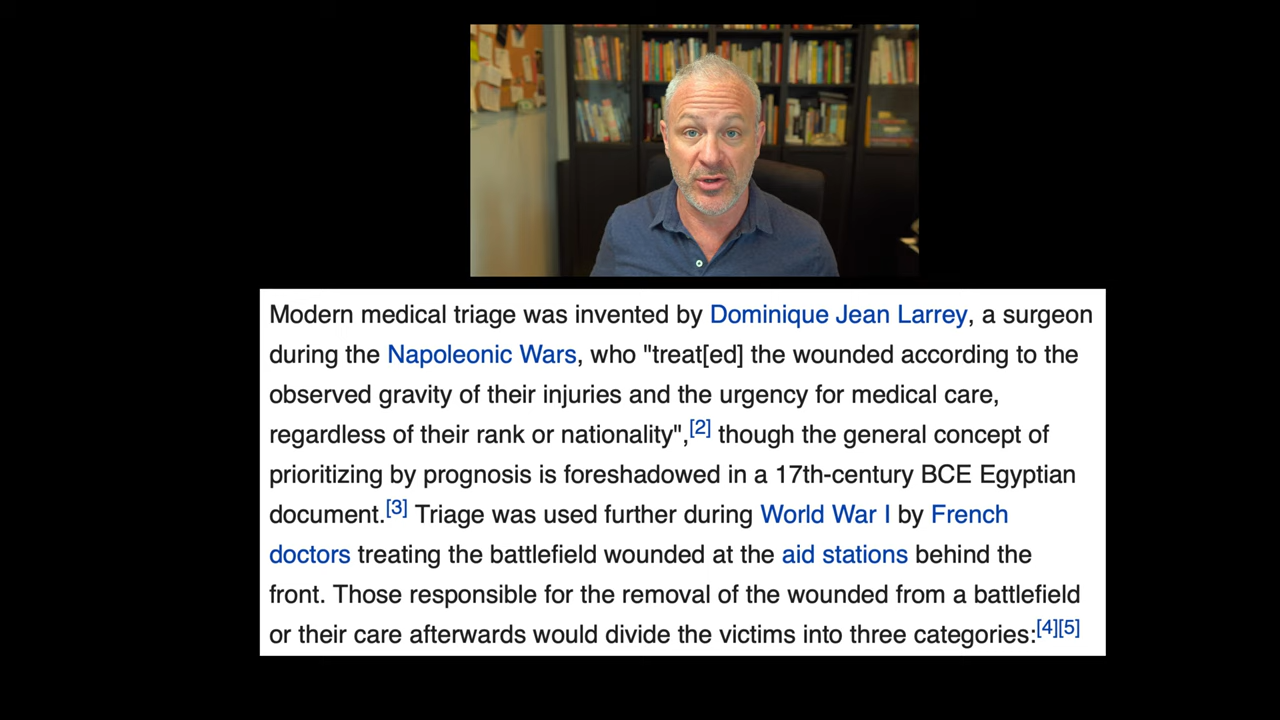 Modern medical triage was invented by Dominique Jean Larrey, a surgeon
during the Napoleonic Wars, who "treat[ed] the wounded according to the
observed gravity of their injuries and the urgency for medical care,
regardless of their rank or nationality",[2] though the general concept of
prioritizing by prognosis is foreshadowed in a 17th-century BCE Egyptian
document.[3] Triage was used further during World War I by French
doctors treating the battlefield wounded at the aid stations behind the
front. Those responsible for the removal of the wounded from a battlefield
or their care afterwards would divide the victims into three categories:[4][5]